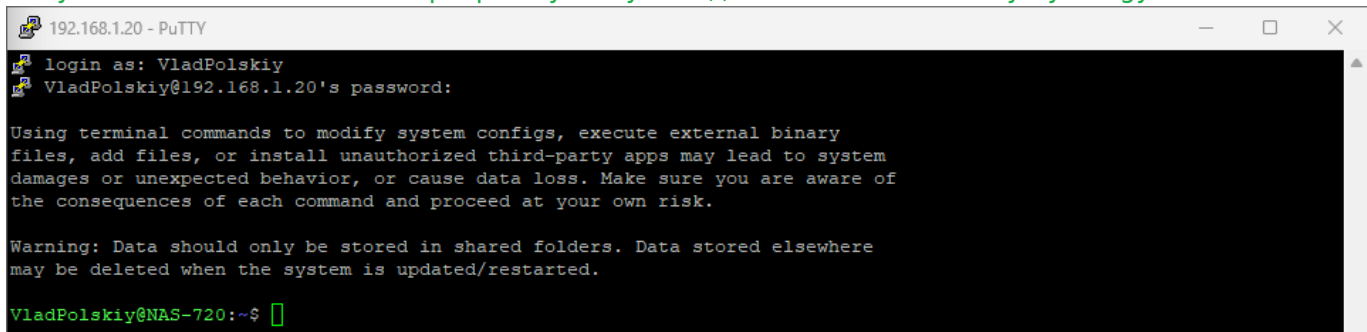 192.168.1.20 - PuTTY
login as: VladPolskiy
VladPolskiy@192.168.1.20's password:
Using terminal commands to modify system configs, execute external binary
files, add files, or install unauthorized third-party apps may lead to system
damages or unexpected behavior, or cause data loss. Make sure you are aware of
the consequences of each command and proceed at your own risk.
Warning: Data should only be stored in shared folders. Data stored elsewhere
may be deleted when the system is updated/restarted.
VladPolskiy@NAS-720:~$